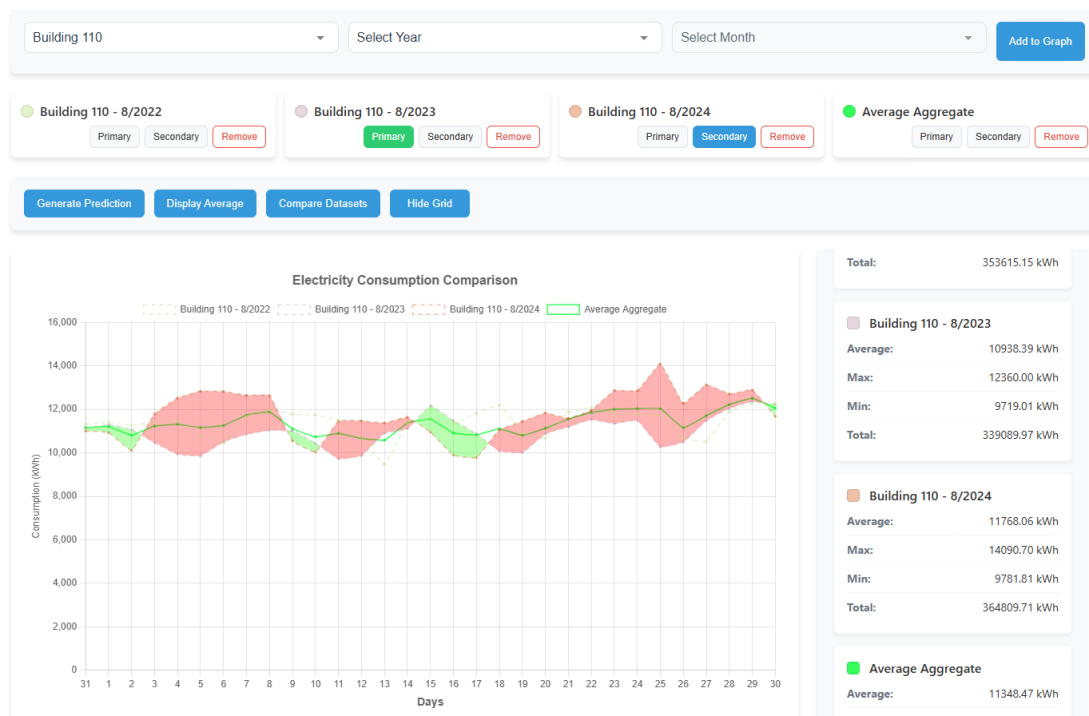 Building 110
Select Year
Select Month
Add to Graph
Building 110 - 8/2022
Primary Secondary Remove
Building 110 - 8/2023
Primary Secondary Remove
Building 110 - 8/2024
Primary Secondary Remove
Average Aggregate
Primary Secondary Remove
Generate Prediction
Display Average
Compare Datasets
Hide Grid
Electricity Consumption Comparison
Building 110 - 8/2022 Building 110 - 8/2023 Building 110 - 8/2024 Average Aggregate
Consumption (kWh)
16,000
14,000
12,000
10,000
8,000
6,000
4,000
2,000
0
31 1 2 3 4 5 6 7 8 9 10 11 12 13 14 15 16 17 18 19 20 21 22 23 24 25 26 27 28 29 30
Days
Total: 353615.15 kWh
Building 110 - 8/2023
Average: 10938.39 kWh
Max: 12360.00 kWh
Min: 9719.01 kWh
Total: 339089.97 kWh
Building 110 - 8/2024
Average: 11768.06 kWh
Max: 14090.70 kWh
Min: 9781.81 kWh
Total: 364809.71 kWh
Average Aggregate
Average: 11348.47 kWh